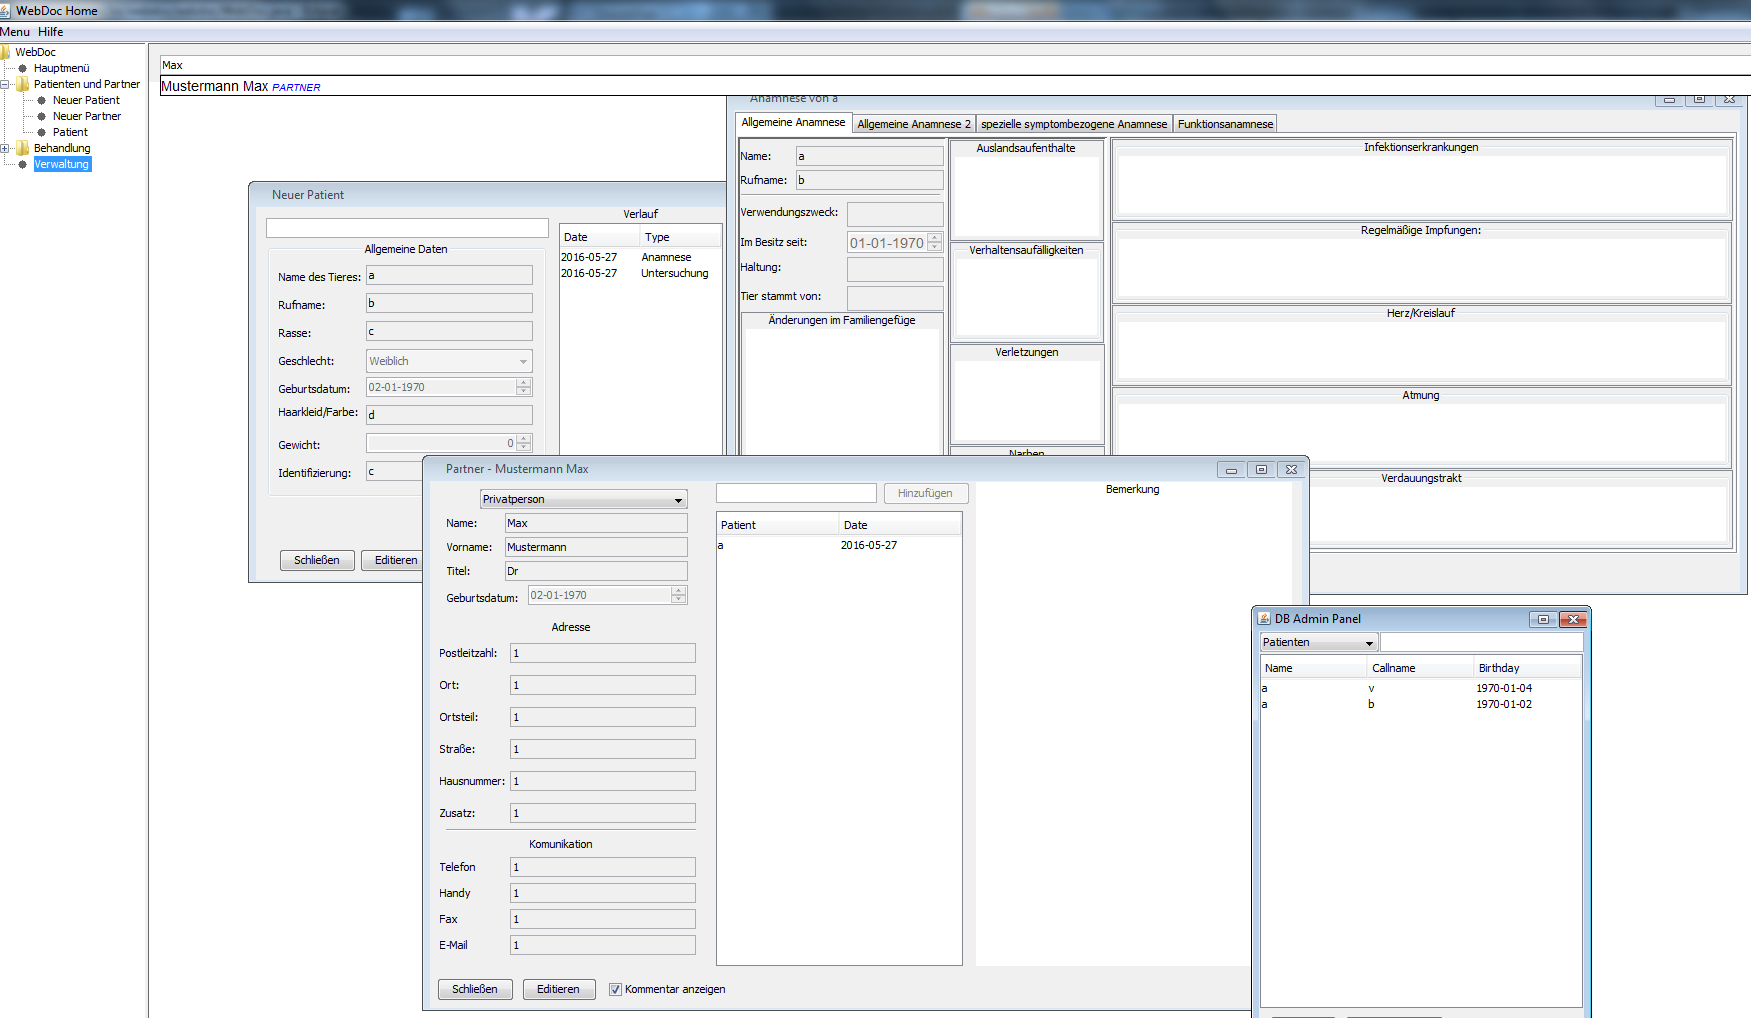 WebDoc Home
Menu Hilfe
WebDoc
Hauptmenü
Patienten und Partner
Neuer Patient
Neuer Partner
Patient
Behandlung
Verwaltung
Max
Mustermann Max PARTNER
Neuer Patient
Allgemeine Daten
Name des Tieres: a
Rufname: b
Rasse: c
Geschlecht: Weiblich
Geburtsdatum: 02-01-1970
Haarkleid/Farbe: d
Gewicht: 0
Identifizierung: c
Schließen Editieren
Verlauf
Date Type
2016-05-27 Anamnese
2016-05-27 Untersuchung
Anamnese von a
Allgemeine Anamnese Allgemeine Anamnese 2 spezielle symptombezogene Anamnese Funktionsanamnese
Name: a
Rufname: b
Verwendungszweck:
Im Besitz seit: 01-01-1970
Haltung:
Tier stammt von:
Änderungen im Familiengefüge
Auslandsaufenthalte
Verhaltensaufälligkeiten
Verletzungen
Narben
Infektionserkrankungen
Regelmäßige Impfungen:
Herz/Kreislauf
Atmung
Verdauungstrakt
Partner - Mustermann Max
Privatperson
Name: Max
Vorname: Mustermann
Titel: Dr
Geburtsdatum: 02-01-1970
Adresse
Postleitzahl: 1
Ort: 1
Ortsteil: 1
Straße: 1
Hausnummer: 1
Zusatz: 1
Komunikation
Telefon 1
Handy 1
Fax 1
E-Mail 1
Schließen Editieren Kommentar anzeigen
Hinzufügen
Patient Date
a 2016-05-27
Bemerkung
DB Admin Panel
Patienten
Name Callname Birthday
a v 1970-01-04
a b 1970-01-02